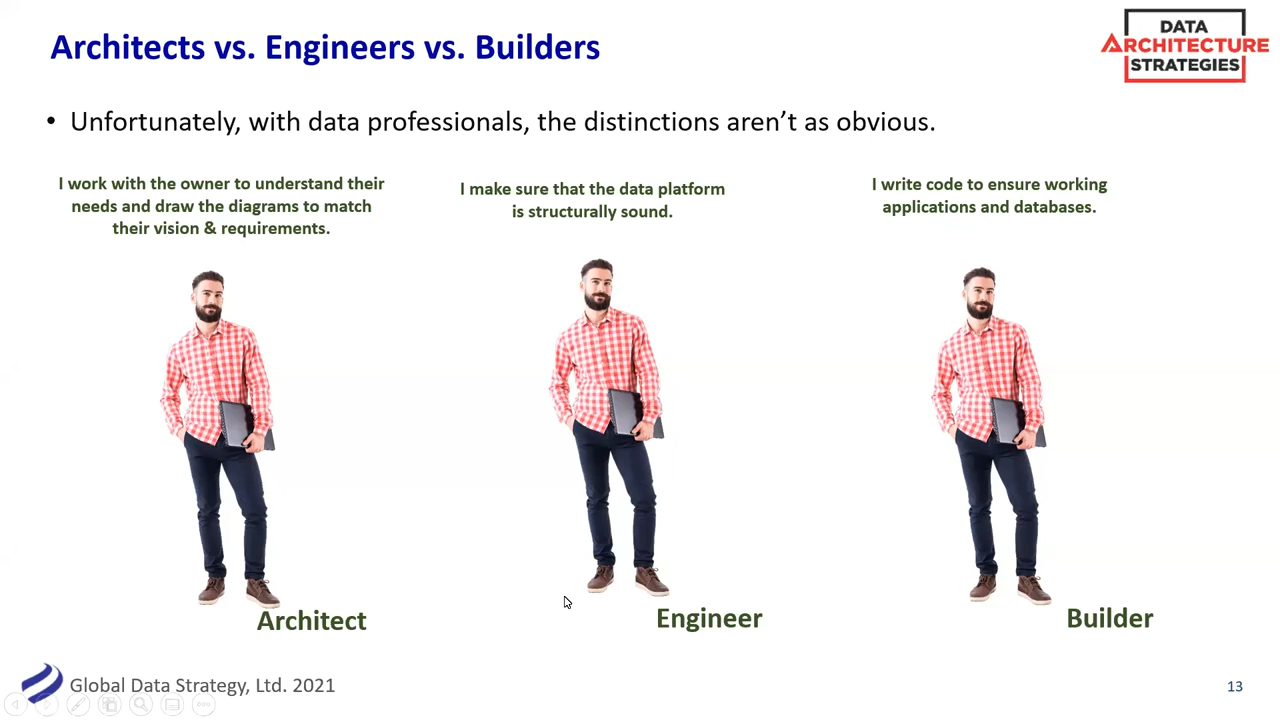 Architects vs. Engineers vs. Builders
DATA
ARCHITECTURE
STRATEGIES
• Unfortunately, with data professionals, the distinctions aren’t as obvious.
I work with the owner to understand their
needs and draw the diagrams to match
their vision & requirements.
I make sure that the data platform
is structurally sound.
I write code to ensure working
applications and databases.
Architect
Engineer
Builder
Global Data Strategy, Ltd. 2021
13